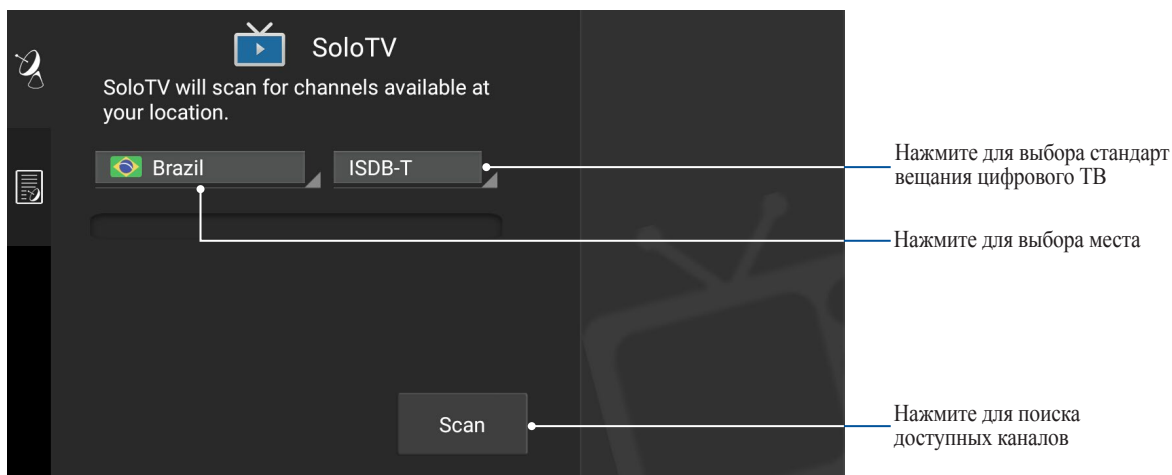 SoloTV
SoloTV will scan for channels available at
your location.
Brazil
ISDB-T
Нажмите для выбора стандарт
вещания цифрового ТВ
Нажмите для выбора места
Scan
Нажмите для поиска
доступных каналов